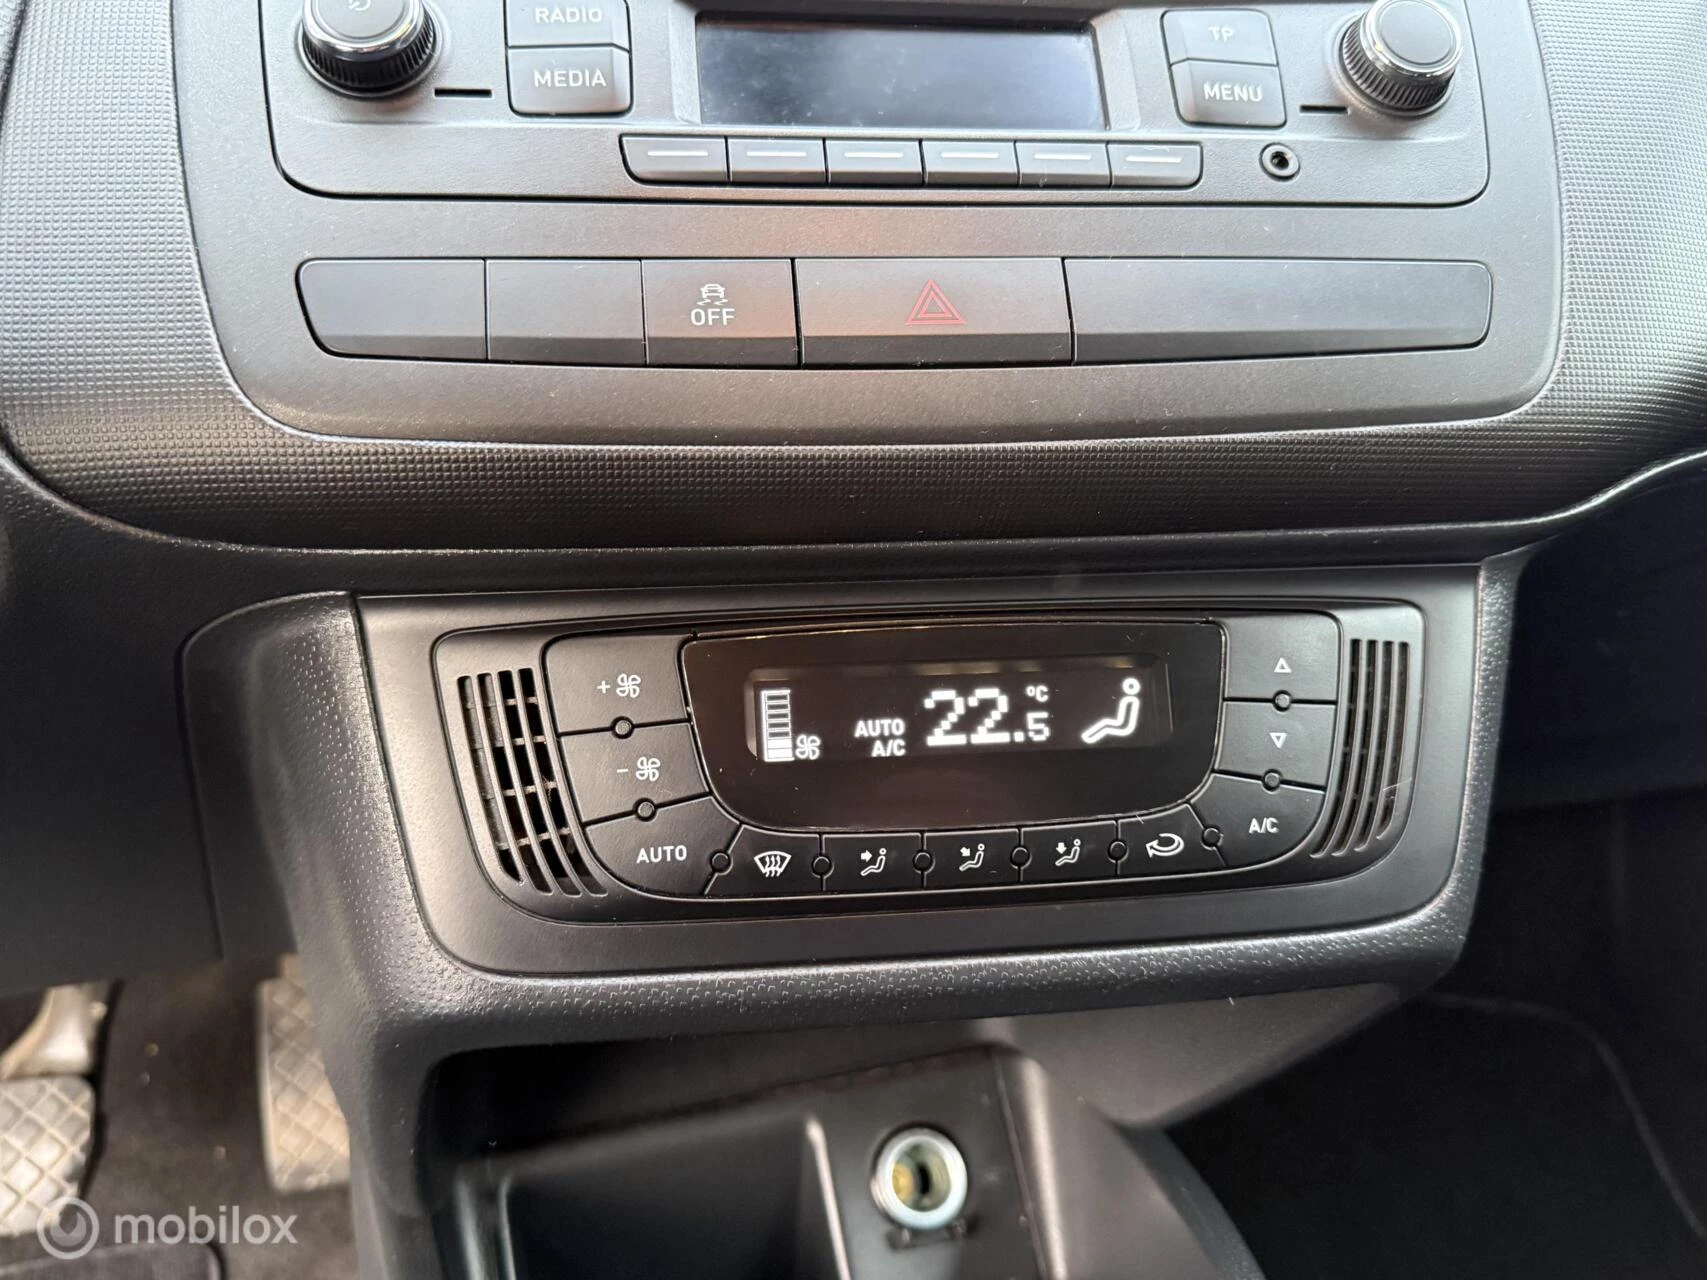 RADIO
MEDIA
TP
MENU
OFF
AUTO
A/C
22.5
°C
AUTO
A/C
mobilox